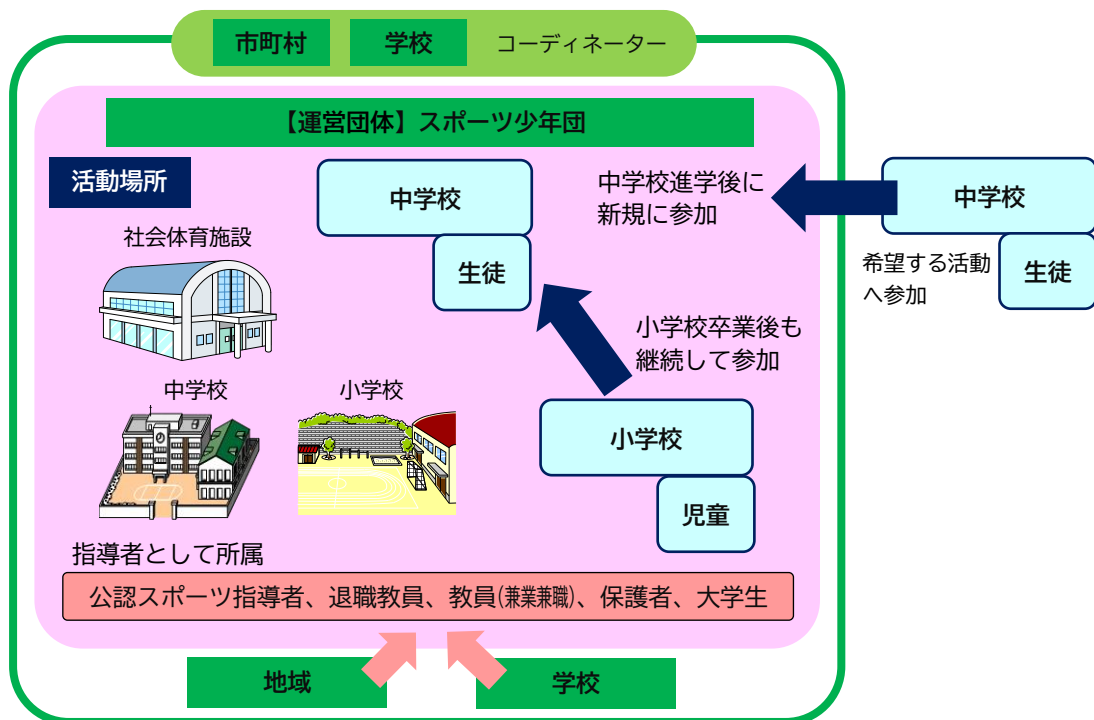 市町村 学校 コーディネーター
【運営団体】スポーツ少年団
活動場所
社会体育施設
中学校
小学校
中学校
生徒
中学校進学後に
新規に参加
中学校
生徒
希望する活動
へ参加
小学校卒業後も
継続して参加
小学校
児童
指導者として所属
公認スポーツ指導者、退職教員、教員(兼業兼職)、保護者、大学生
地域
学校